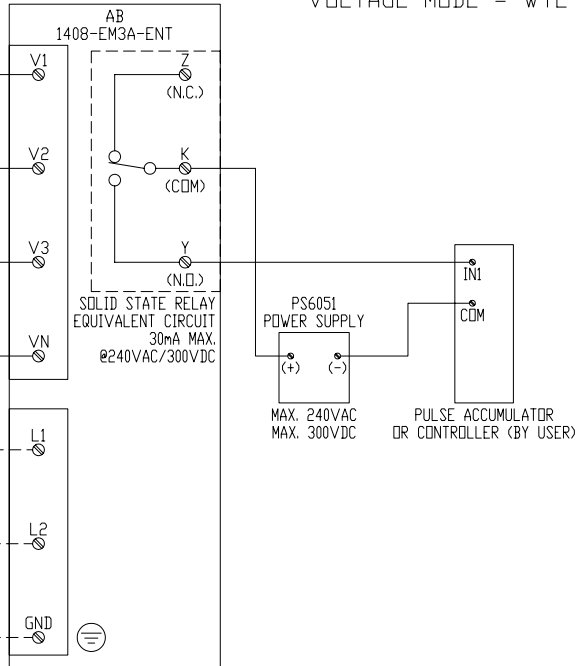 VOLTAGE MODE - WYE
AB
1408-EM3A-ENT
V1
Z
(N.C.)
V2
K
(COM)
V3
Y
(N.O.)
IN1
COM
SOLID STATE RELAY
EQUIVALENT CIRCUIT
30mA MAX.
@240VAC/300VDC
PS6051
POWER SUPPLY
VN
(+)
(-)
MAX. 240VAC
MAX. 300VDC
PULSE ACCUMULATOR
OR CONTROLLER (BY USER)
L1
L2
GND